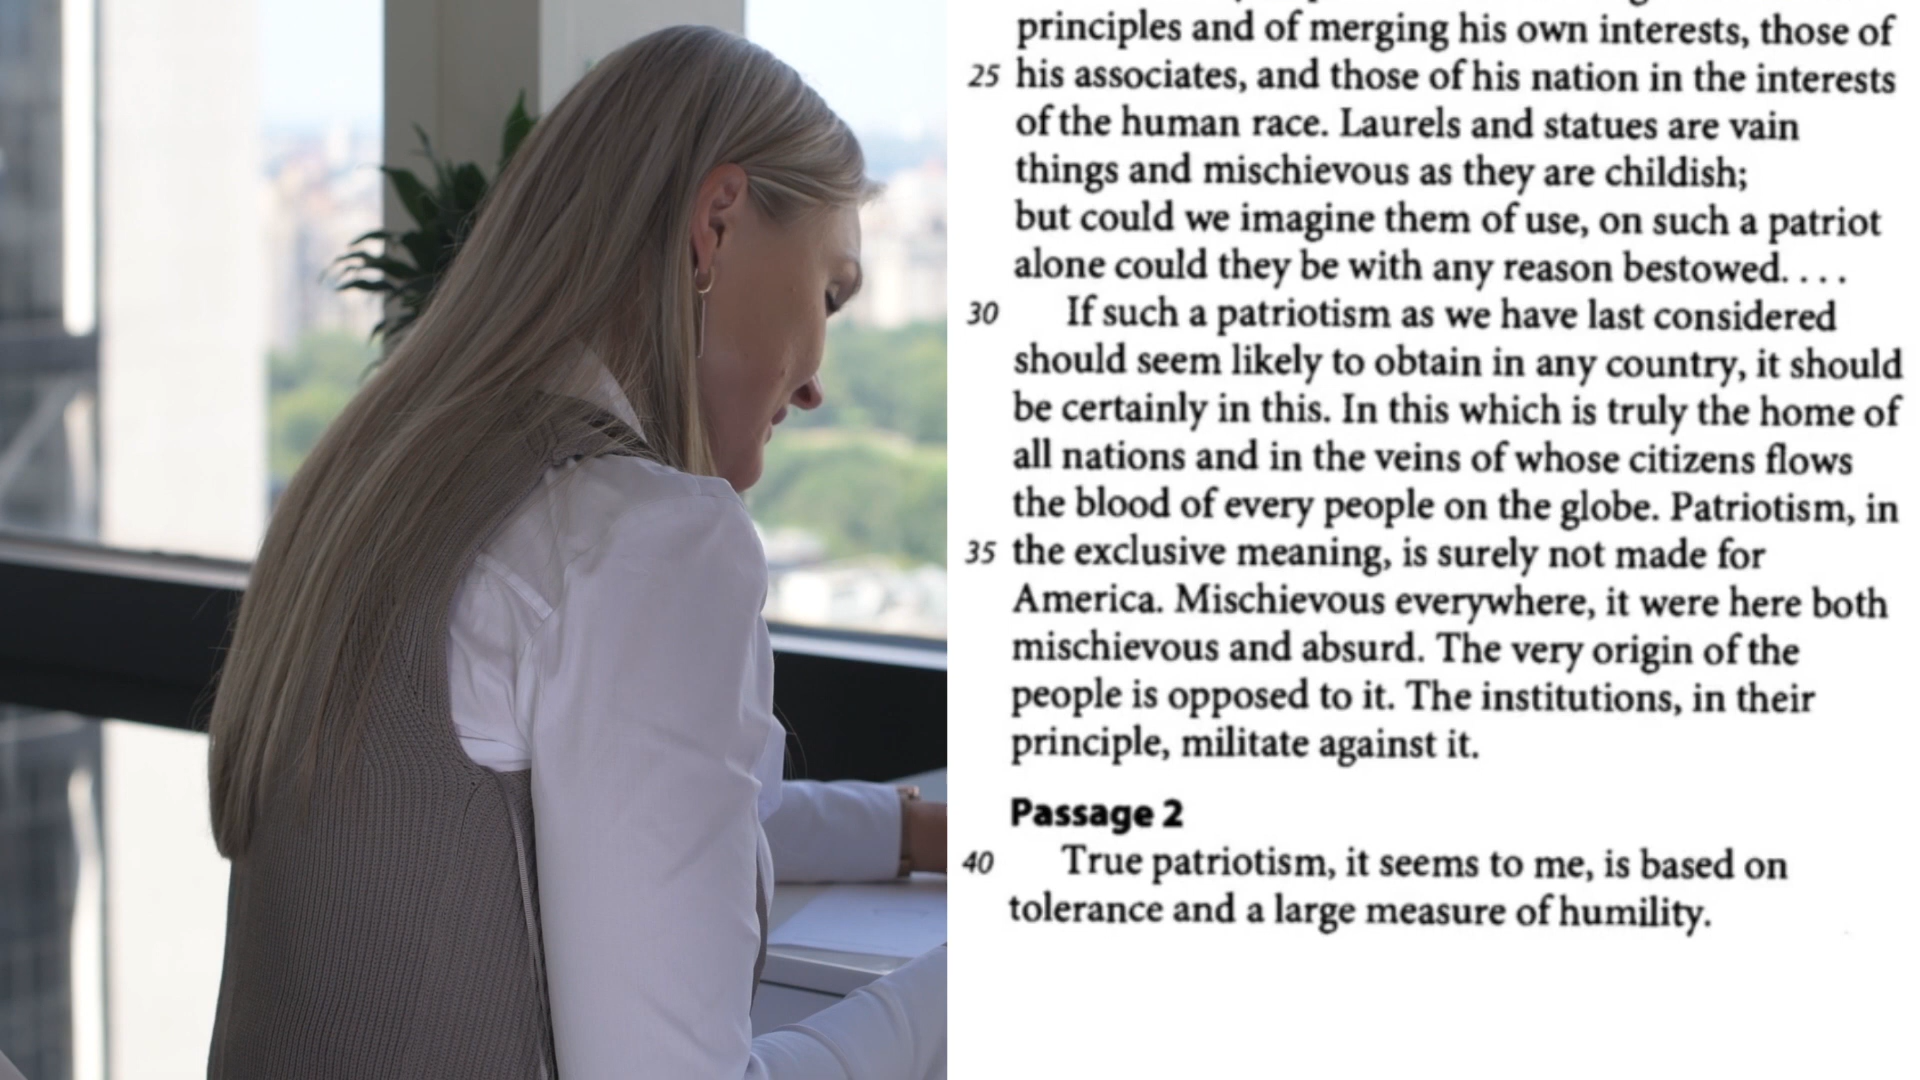 principles and of merging his own interests, those of
25 his associates, and those of his nation in the interests
of the human race. Laurels and statues are vain
things and mischievous as they are childish;
but could we imagine them of use, on such a patriot
alone could they be with any reason bestowed. . . .
30 If such a patriotism as we have last considered
should seem likely to obtain in any country, it should
be certainly in this. In this which is truly the home of
all nations and in the veins of whose citizens flows
the blood of every people on the globe. Patriotism, in
35 the exclusive meaning, is surely not made for
America. Mischievous everywhere, it were here both
mischievous and absurd. The very origin of the
people is opposed to it. The institutions, in their
principle, militate against it.
Passage 2
40 True patriotism, it seems to me, is based on
tolerance and a large measure of humility.